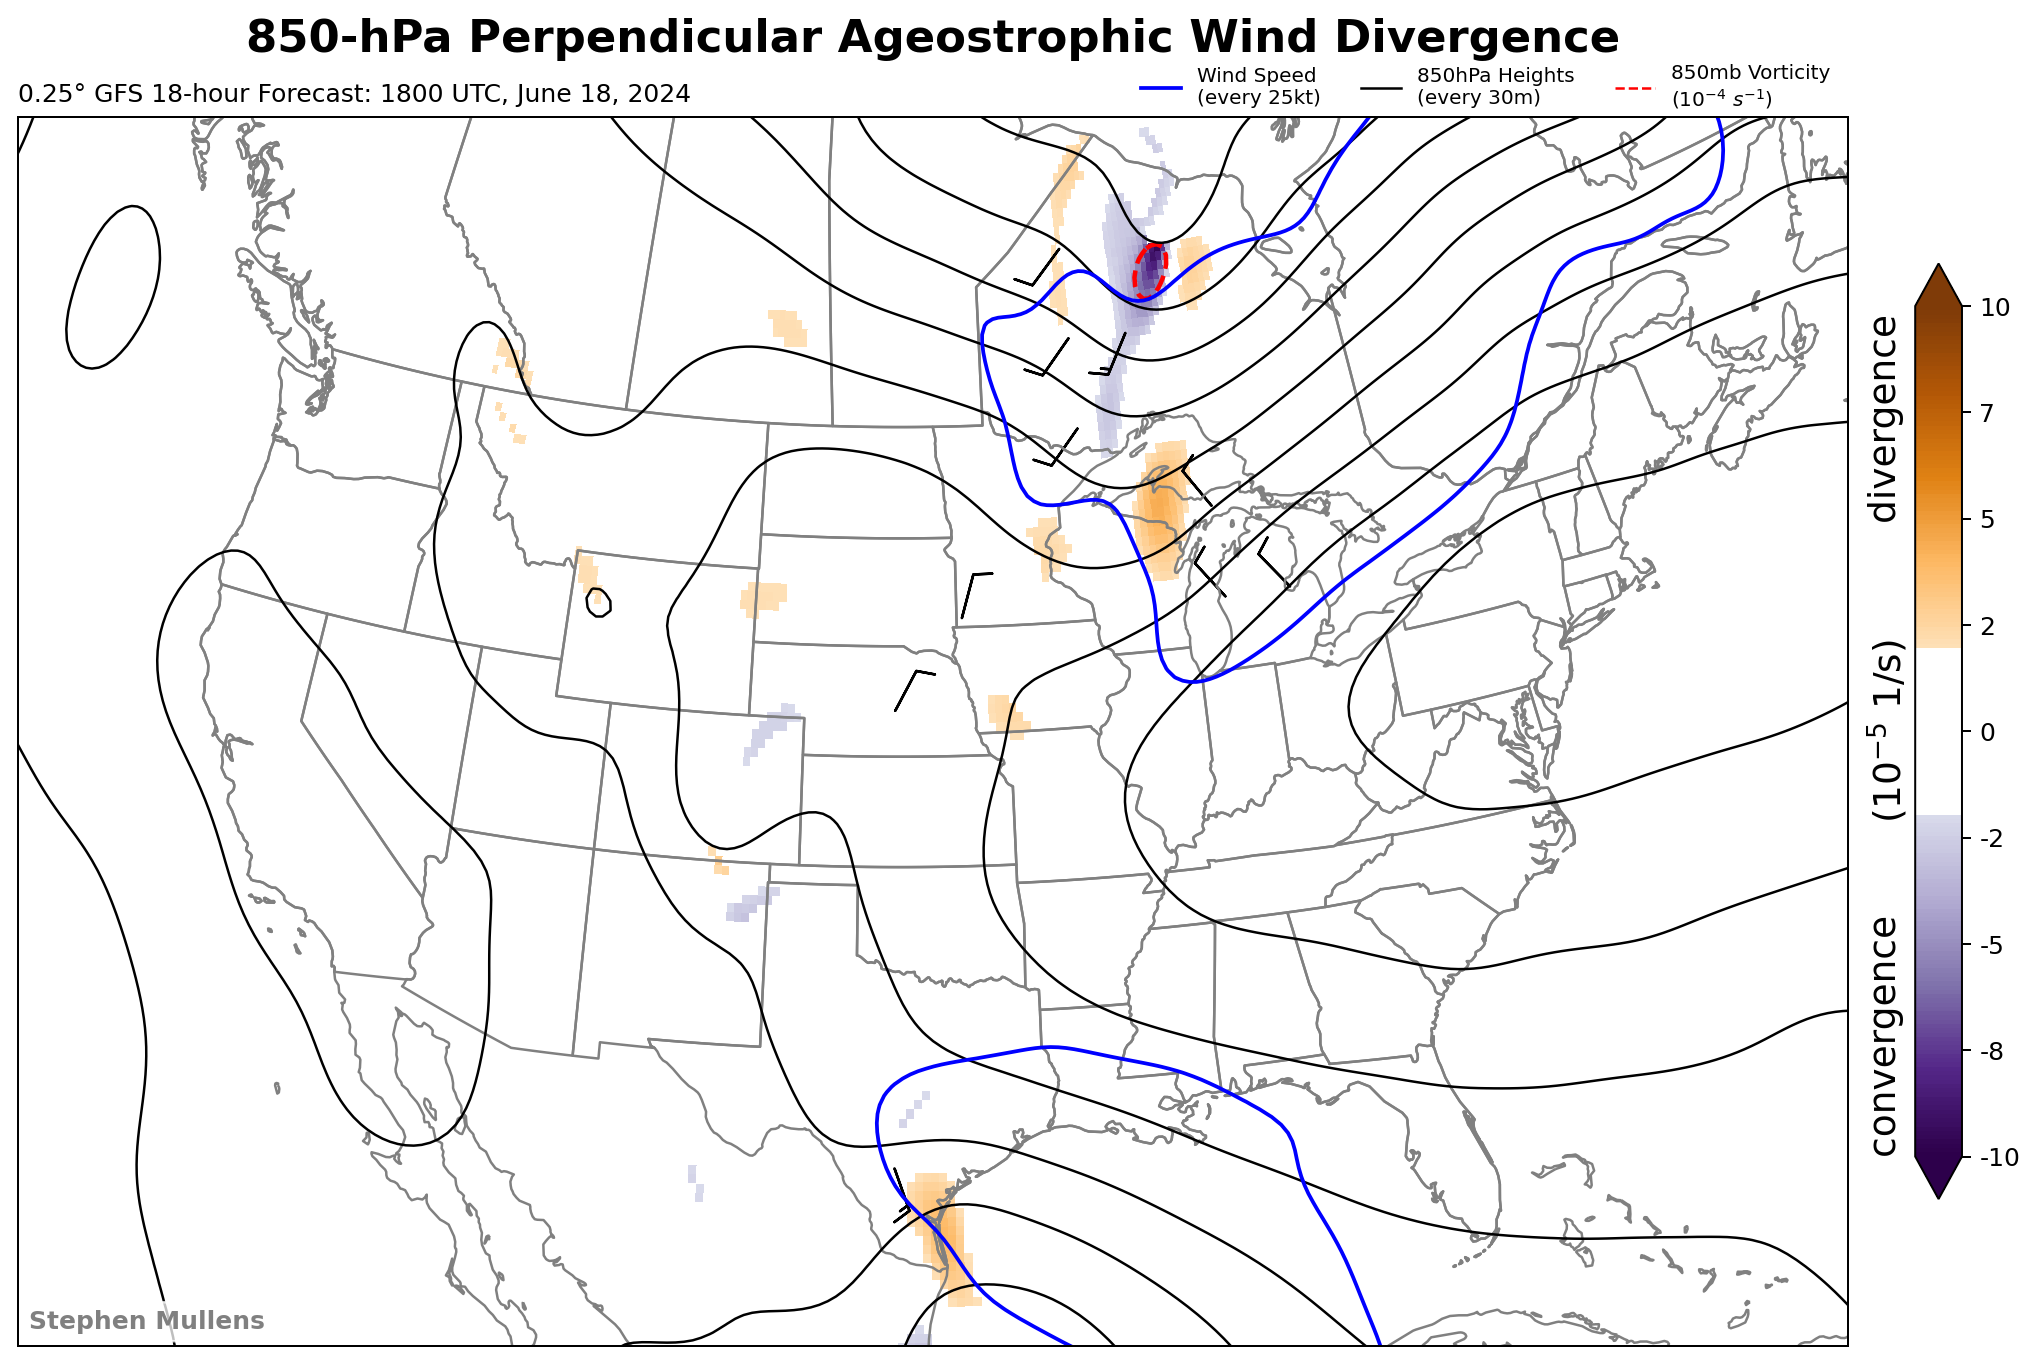 850-hPa Perpendicular Ageostrophic Wind Divergence
0.25° GFS 18-hour Forecast: 1800 UTC, June 18, 2024
Wind Speed
(every 25kt)
850hPa Heights
(every 30m)
850mb Vorticity
(10⁻⁴ s⁻¹)
10
7
5
2
0
-2
-5
-8
-10
convergence (10⁻⁵ 1/s) divergence
Stephen Mullens